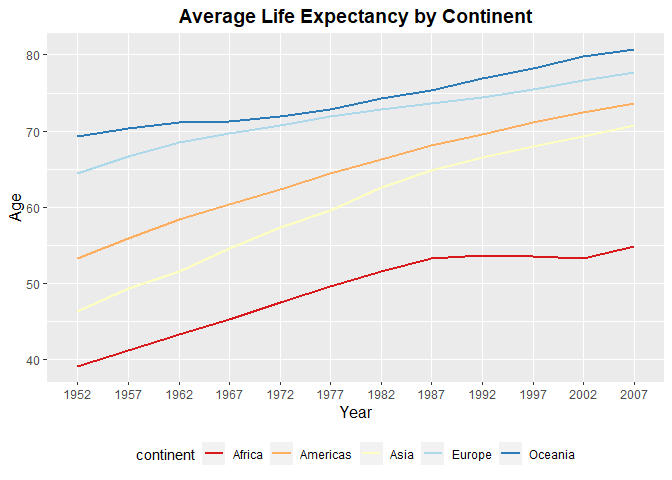 Average Life Expectancy by Continent
80
70
60
50
40
Age
1952 1957 1962 1967 1972 1977 1982 1987 1992 1997 2002 2007
Year
continent Africa Americas Asia Europe Oceania